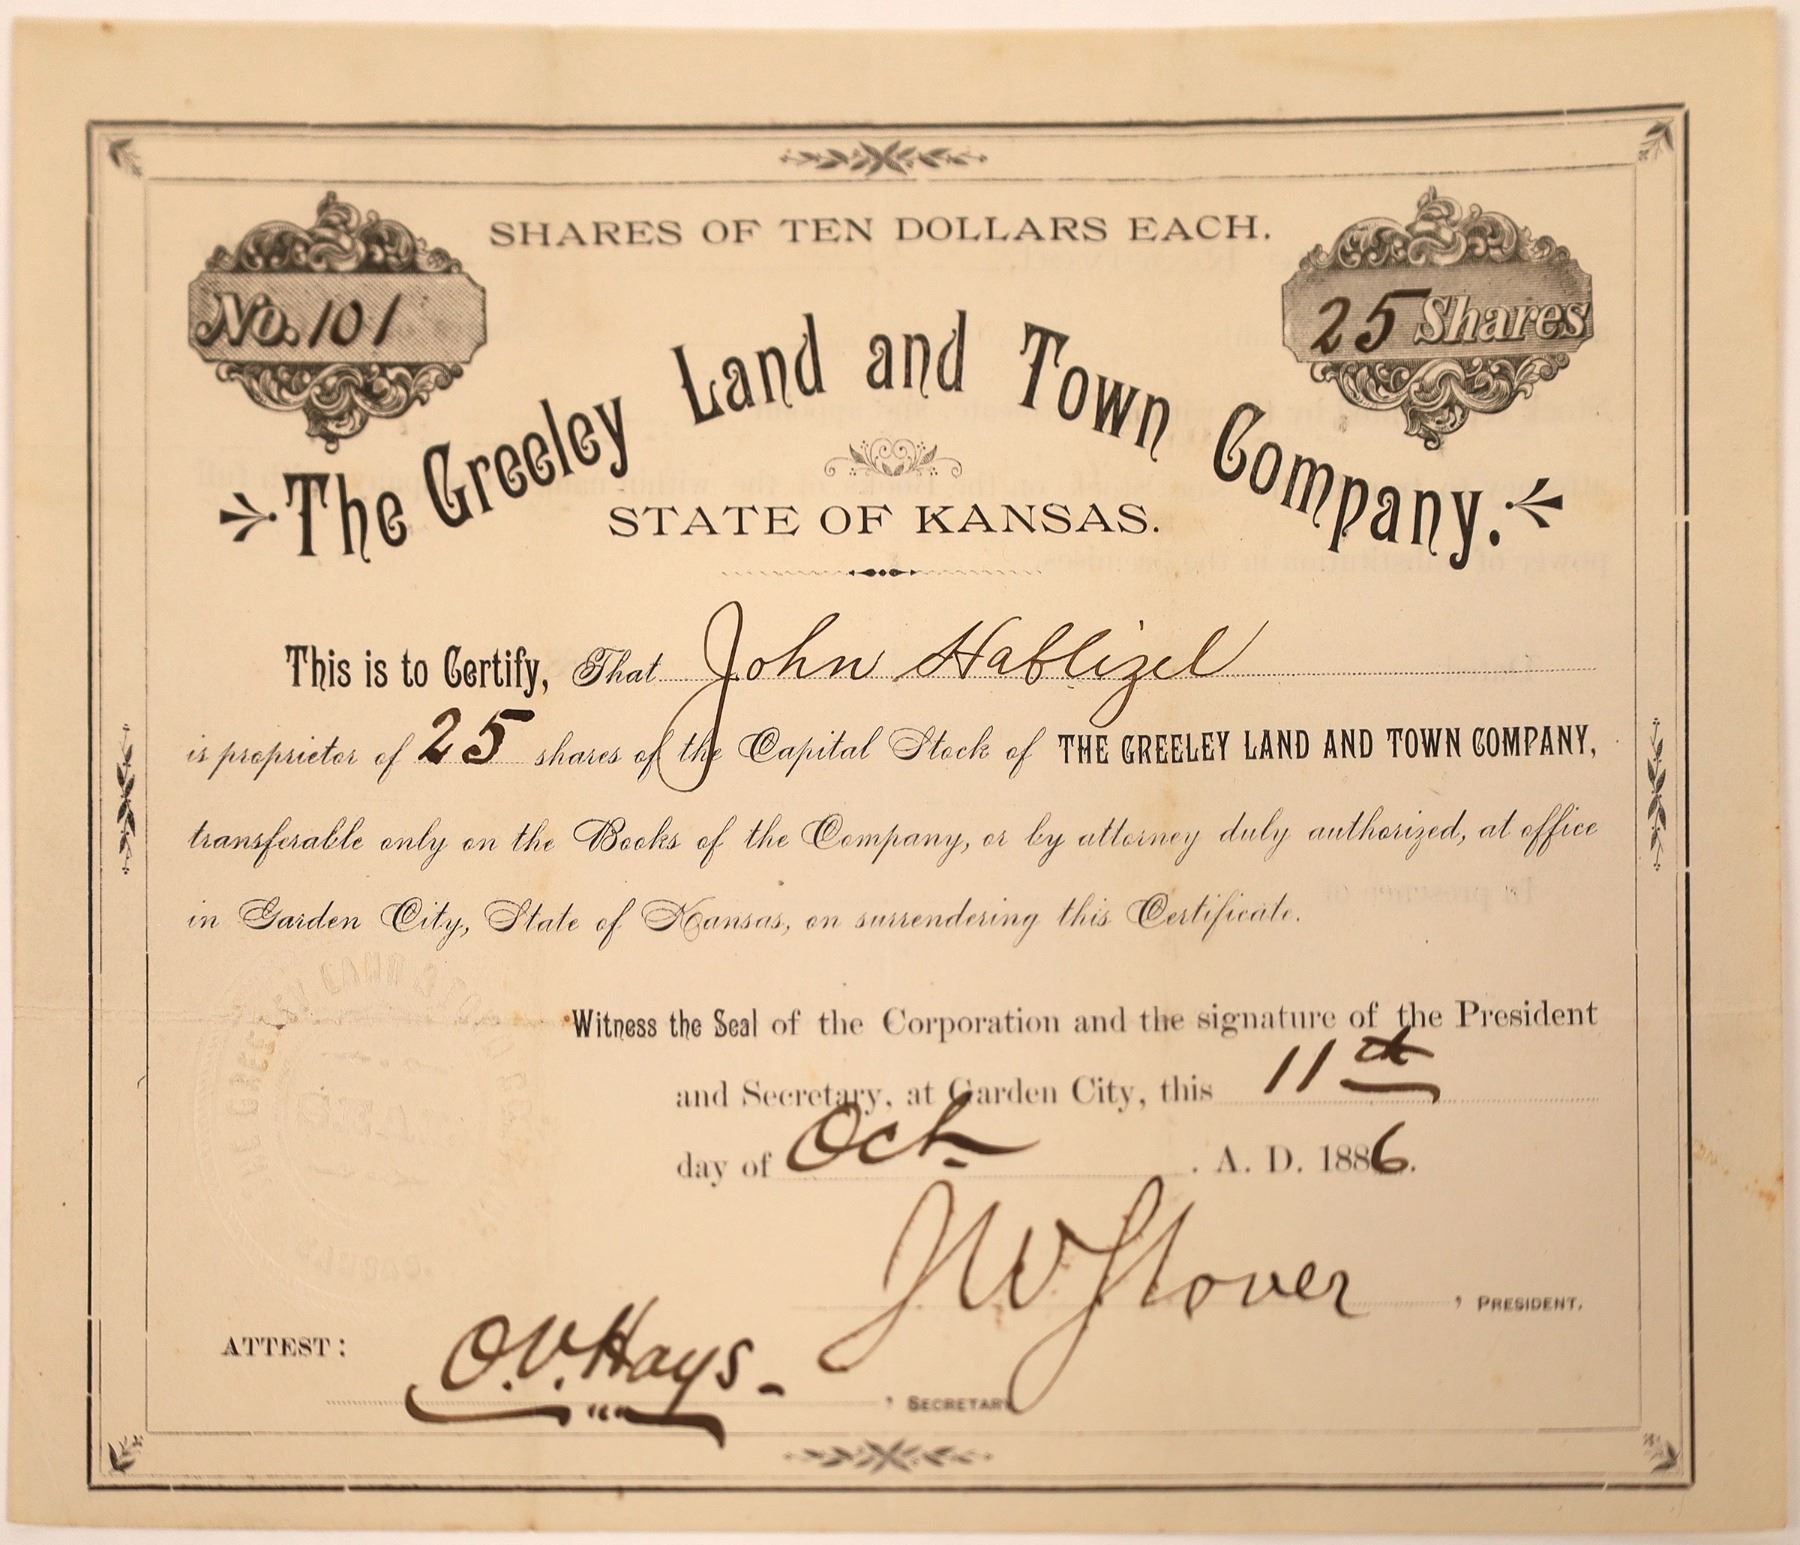 SHARES OF TEN DOLLARS EACH.
No. 101
25 Shares
The Greeley Land and Town Company.
STATE OF KANSAS.
This is to Certify, That John Hablizel
is proprietor of 25 shares of the Capital Stock of THE GREELEY LAND AND TOWN COMPANY,
transferable only on the Books of the Company, or by attorney duly authorized, at office
in Garden City, State of Kansas, on surrendering this Certificate.
Witness the Seal of the Corporation and the signature of the President
and Secretary, at Garden City, this 11th
day of Oct. A. D. 1886.
, PRESIDENT.
ATTEST: O.V. Hays , SECRETARY